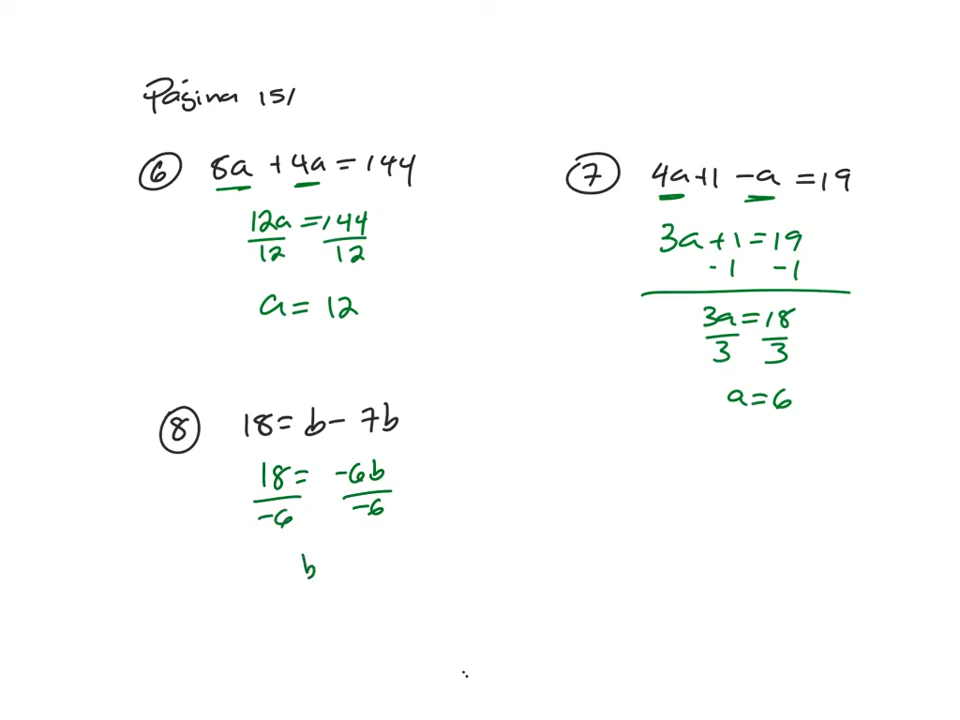 Página 151
⑥ 8a + 4a = 144
12a = 144
12 12
a = 12
⑦ 4a + 1 - a = 19
3a + 1 = 19
-1 -1
3a = 18
3 3
a = 6
⑧ 18 = b - 7b
18 = -6b
-6 -6
b